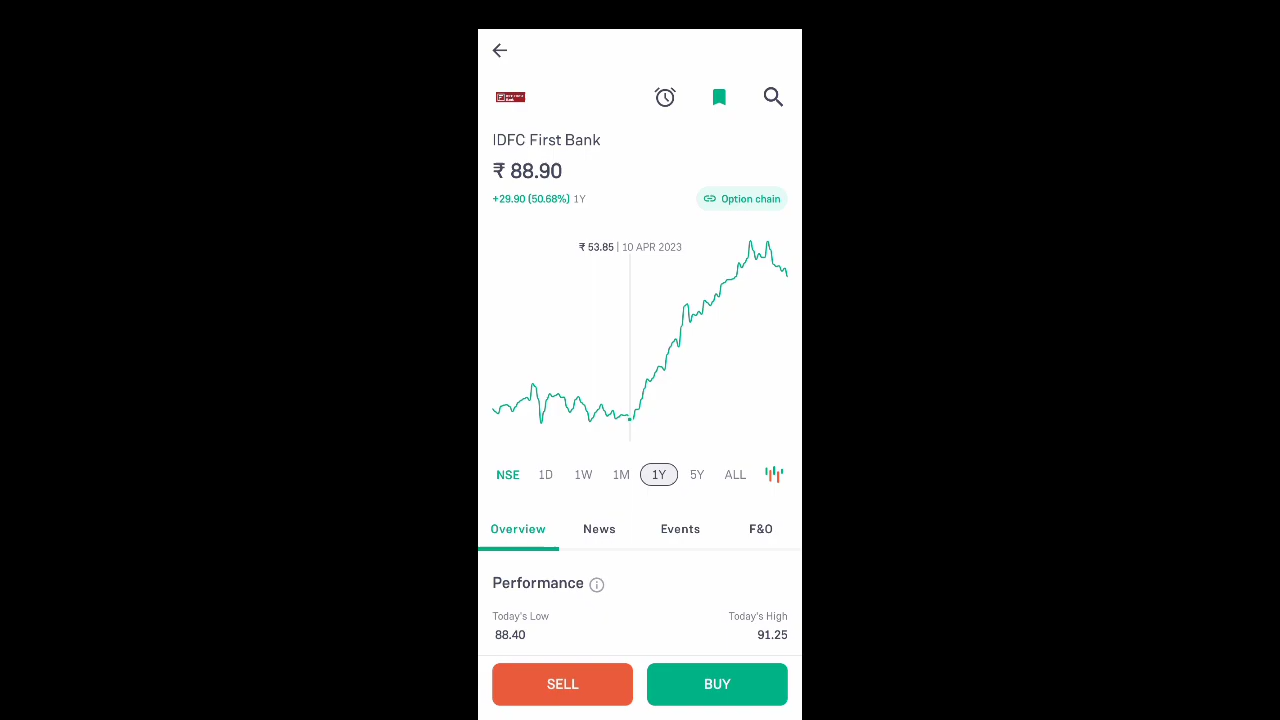 IDFC First Bank
₹ 88.90
+29.90 (50.68%) 1Y
Option chain
₹ 53.85 | 10 APR 2023
NSE 1D 1W 1M 1Y 5Y ALL
Overview News Events F&O
Performance
Today's Low Today's High
88.40 91.25
SELL BUY